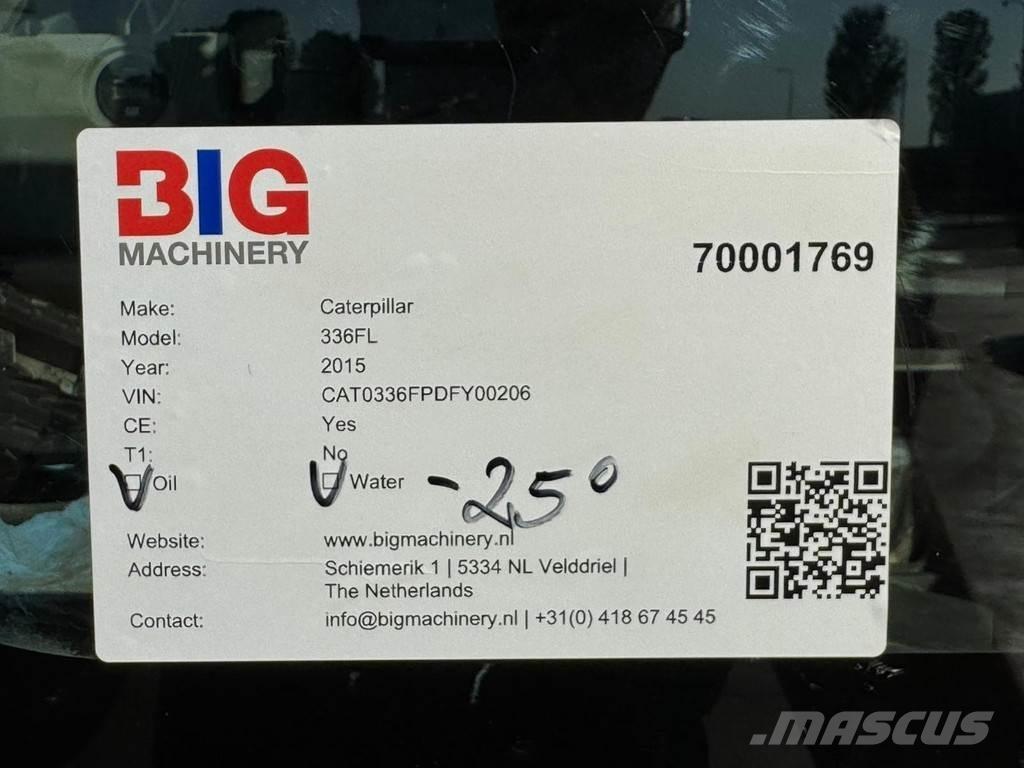 BIG
MACHINERY
70001769
Make: Caterpillar
Model: 336FL
Year: 2015
VIN: CAT0336FPDFY00206
CE: Yes
T1: No
V Oil V Water -25°
Website: www.bigmachinery.nl
Address: Schiemerik 1 | 5334 NL Velddriel |
The Netherlands
Contact: info@bigmachinery.nl | +31(0) 418 67 45 45
.MASCUS